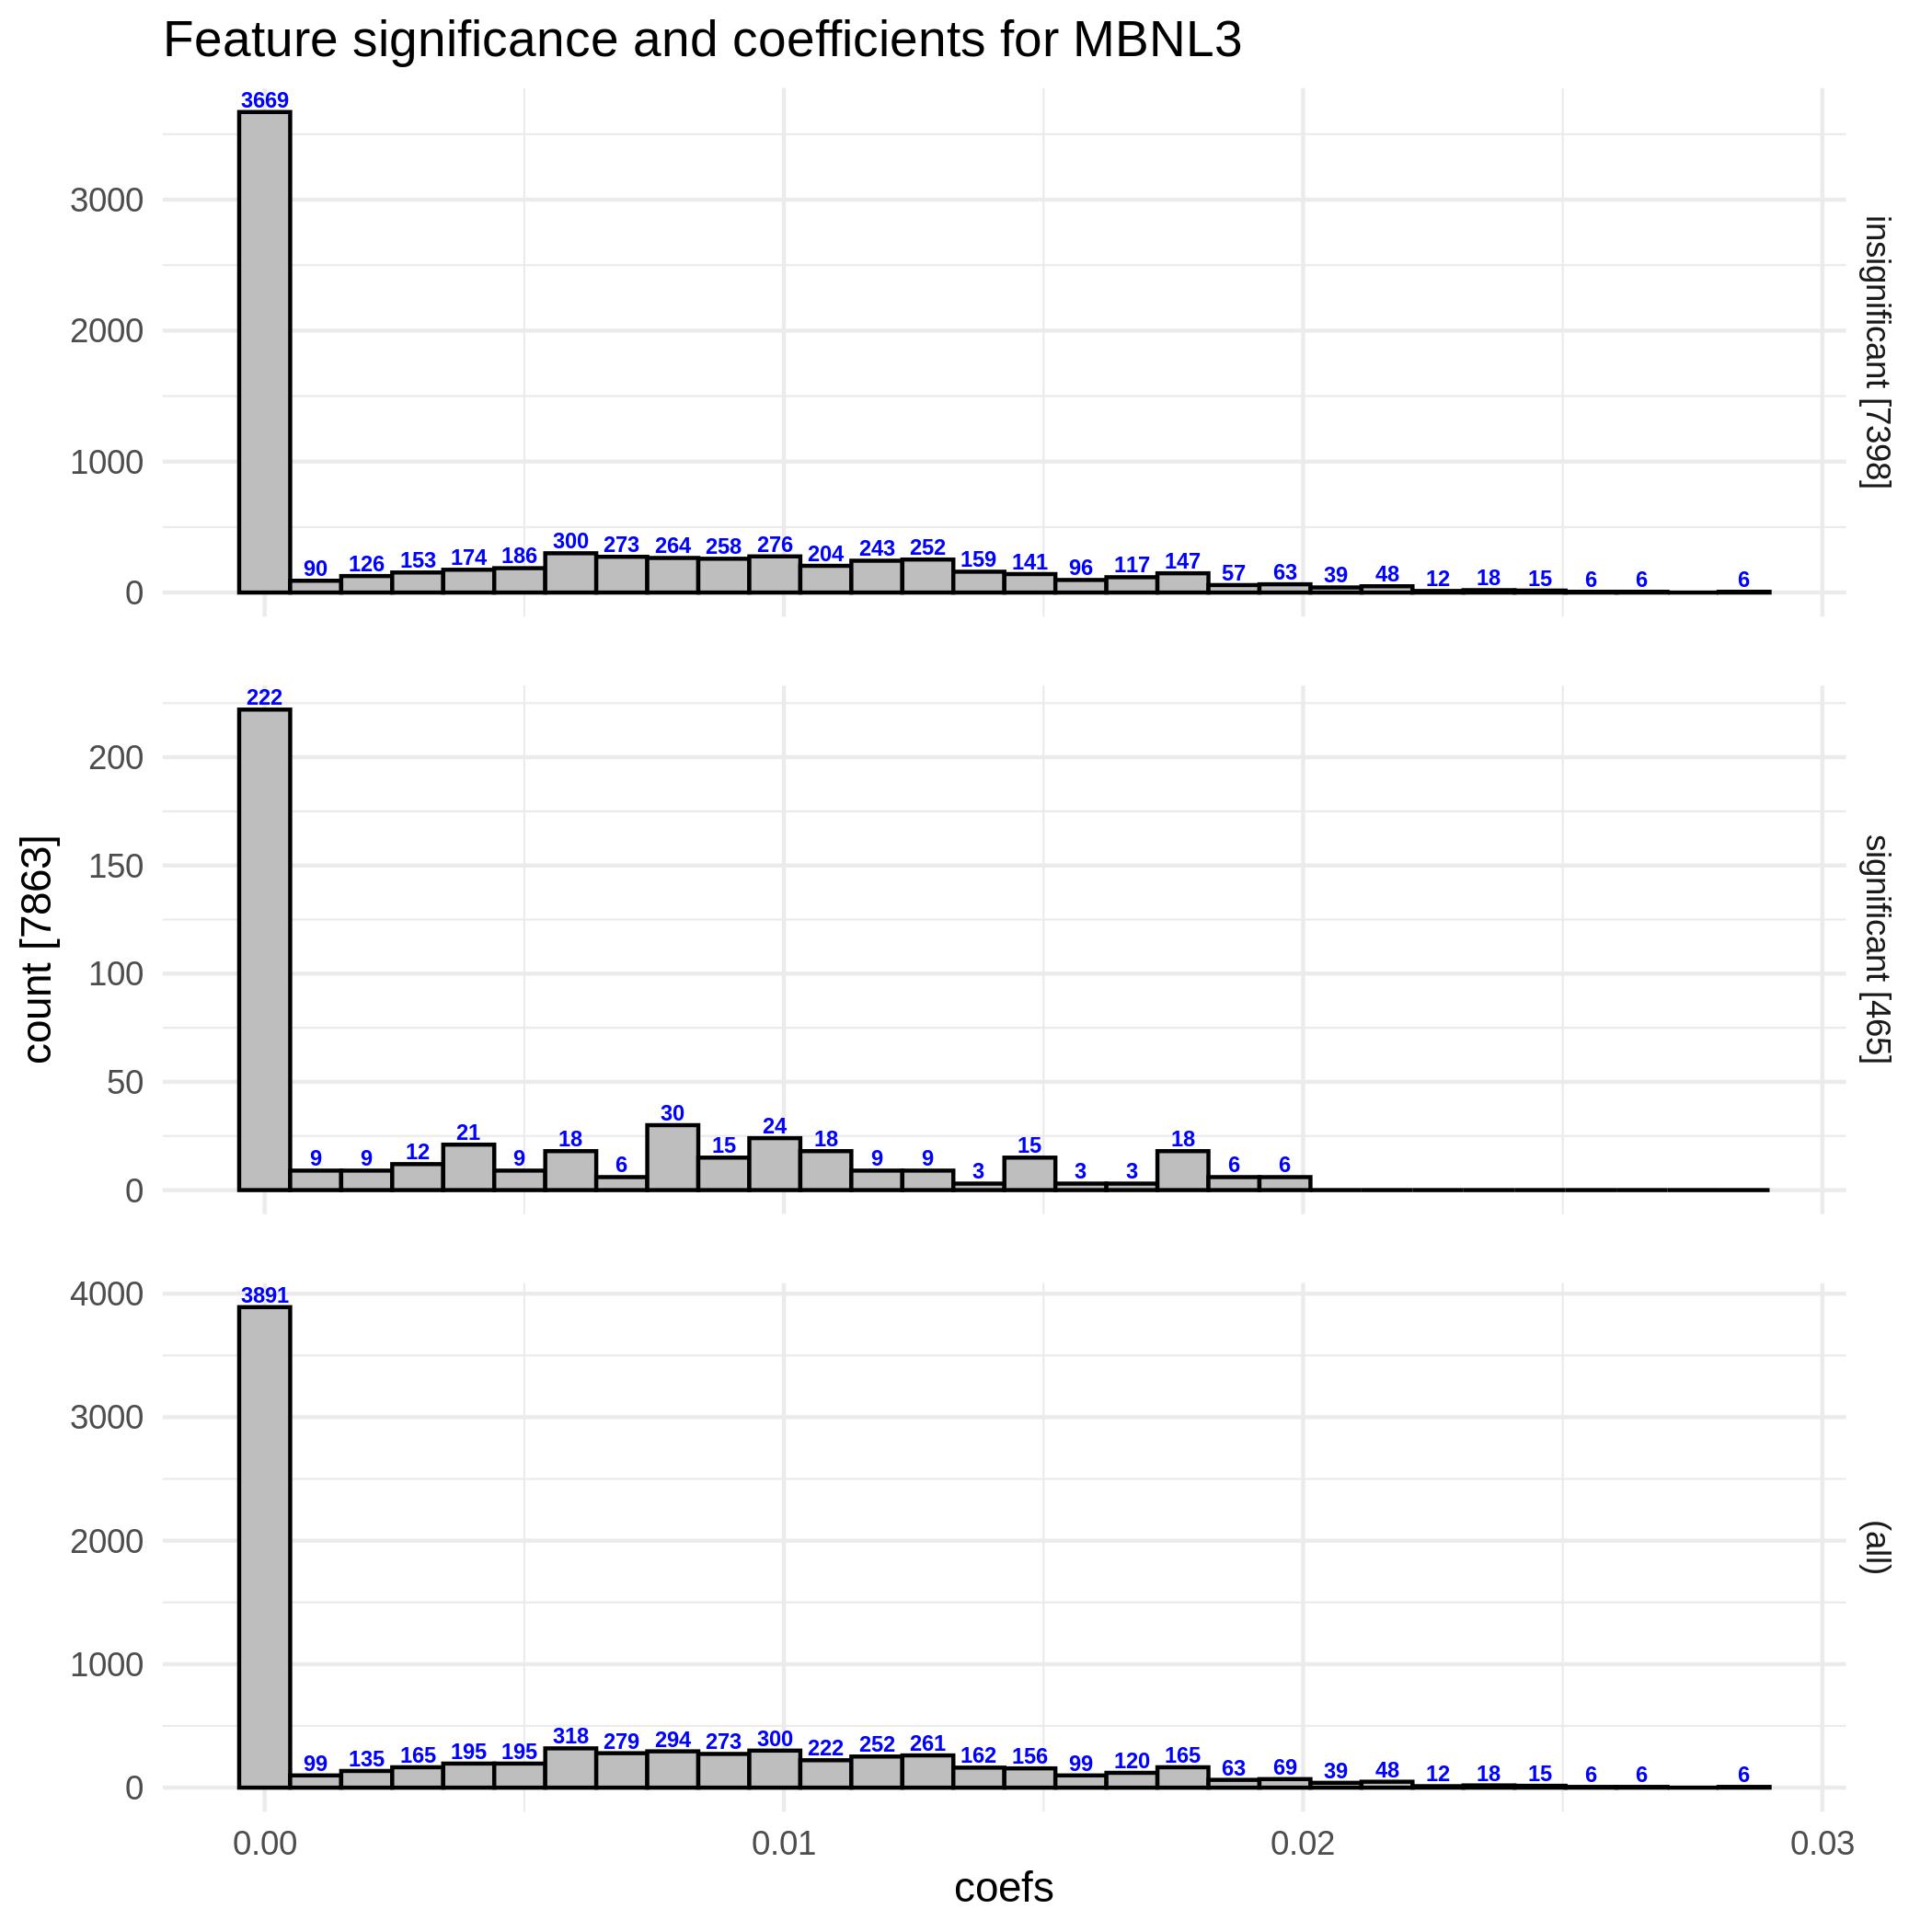 Feature significance and coefficients for MBNL3
3669
90 126 153 174 186 300 273 264 258 276 204 243 252 159 141 96 117 147 57 63 39 48 12 18 15 6 6 6
3000
2000
1000
0
insignificant [7398]
222
9 9 12 21 9 18 6 30 15 24 18 9 9 3 15 3 3 18 6 6
200
150
100
50
0
significant [465]
count [7863]
3891
99 135 165 195 195 318 279 294 273 300 222 252 261 162 156 99 120 165 63 69 39 48 12 18 15 6 6 6
4000
3000
2000
1000
0
(all)
0.00 0.01 0.02 0.03
coefs